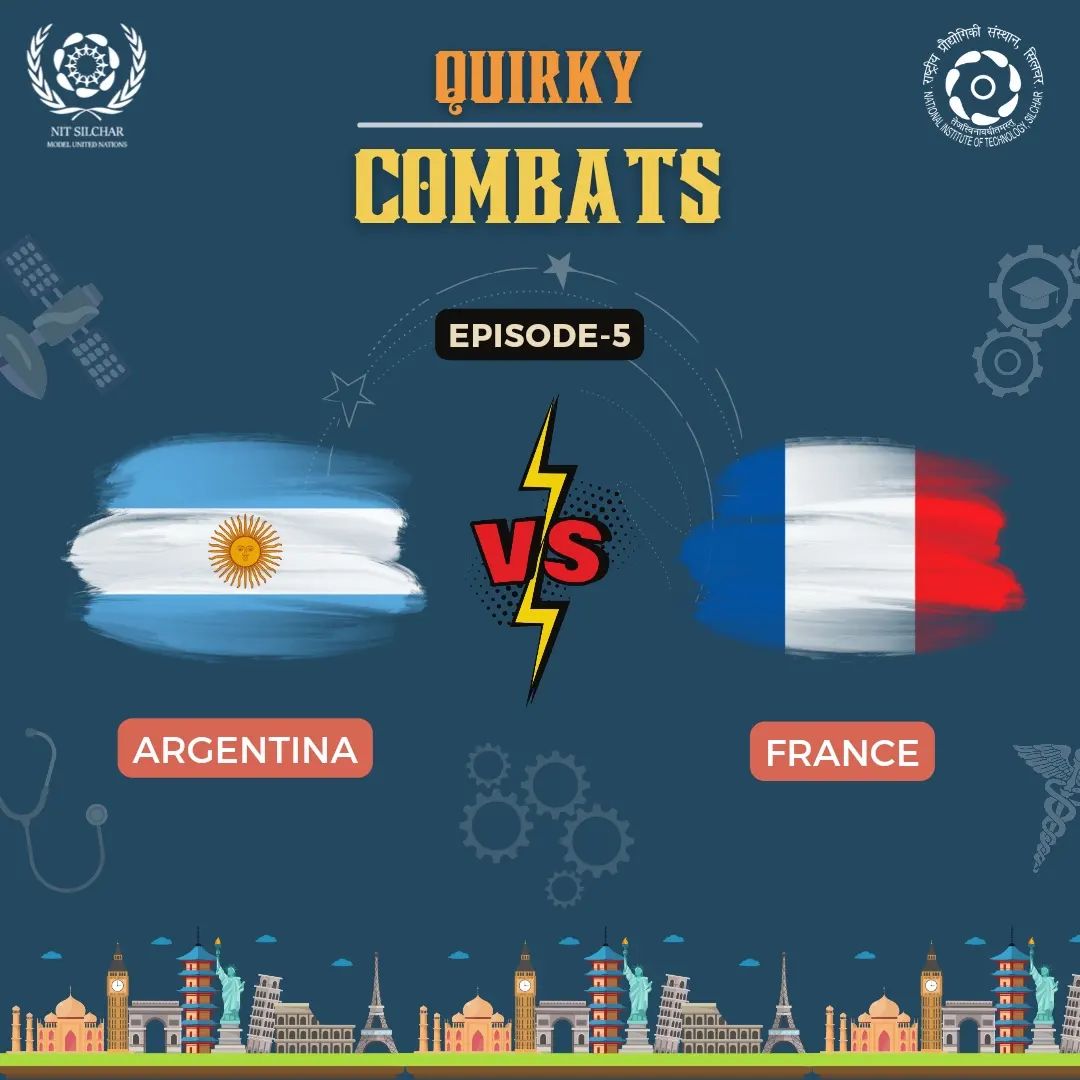 NIT SILCHAR
MODEL UNITED NATIONS
QUIRKY
COMBATS
राष्ट्रीय प्रौद्योगिकी संस्थान, सिलचर
NATIONAL INSTITUTE OF TECHNOLOGY, SILCHAR
EPISODE-5
VS
ARGENTINA
FRANCE